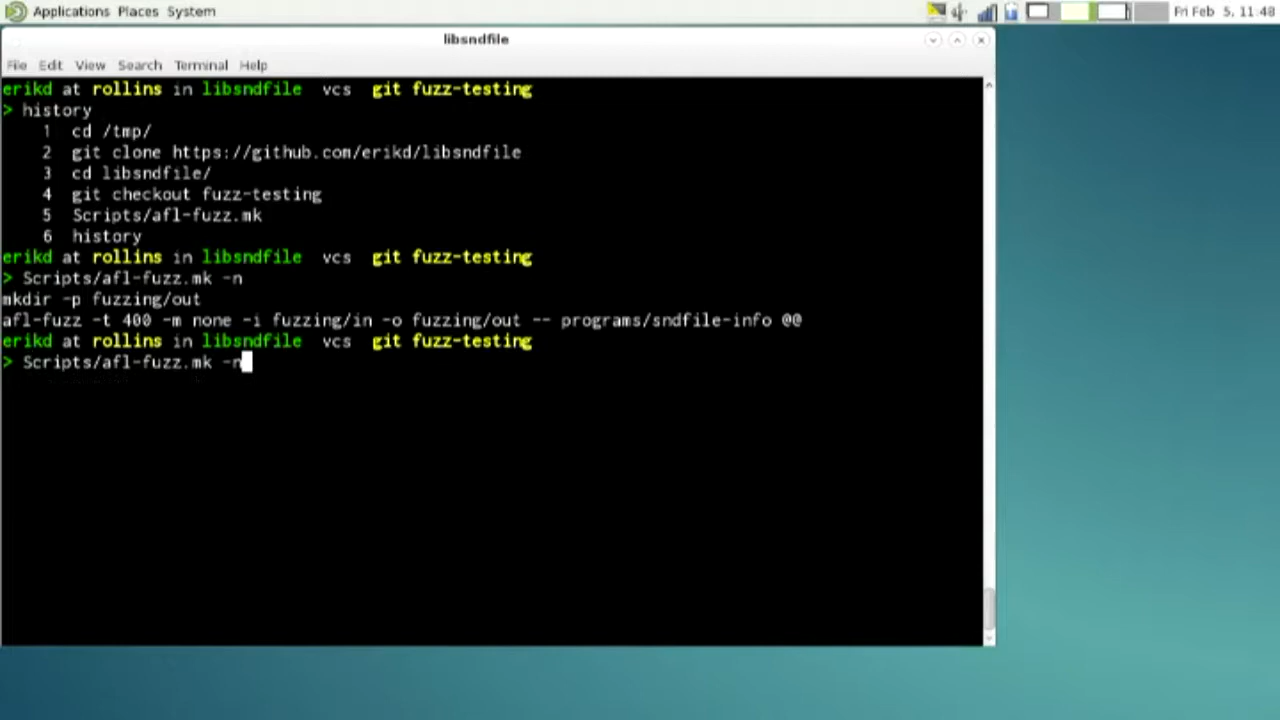 Applications Places System
Fri Feb 5, 11:48
libsndfile
File Edit View Search Terminal Help
erikd at rollins in libsndfile vcs git fuzz-testing
> history
1 cd /tmp/
2 git clone https://github.com/erikd/libsndfile
3 cd libsndfile/
4 git checkout fuzz-testing
5 Scripts/afl-fuzz.mk
6 history
erikd at rollins in libsndfile vcs git fuzz-testing
> Scripts/afl-fuzz.mk -n
mkdir -p fuzzing/out
afl-fuzz -t 400 -m none -i fuzzing/in -o fuzzing/out -- programs/sndfile-info @@
erikd at rollins in libsndfile vcs git fuzz-testing
> Scripts/afl-fuzz.mk -n